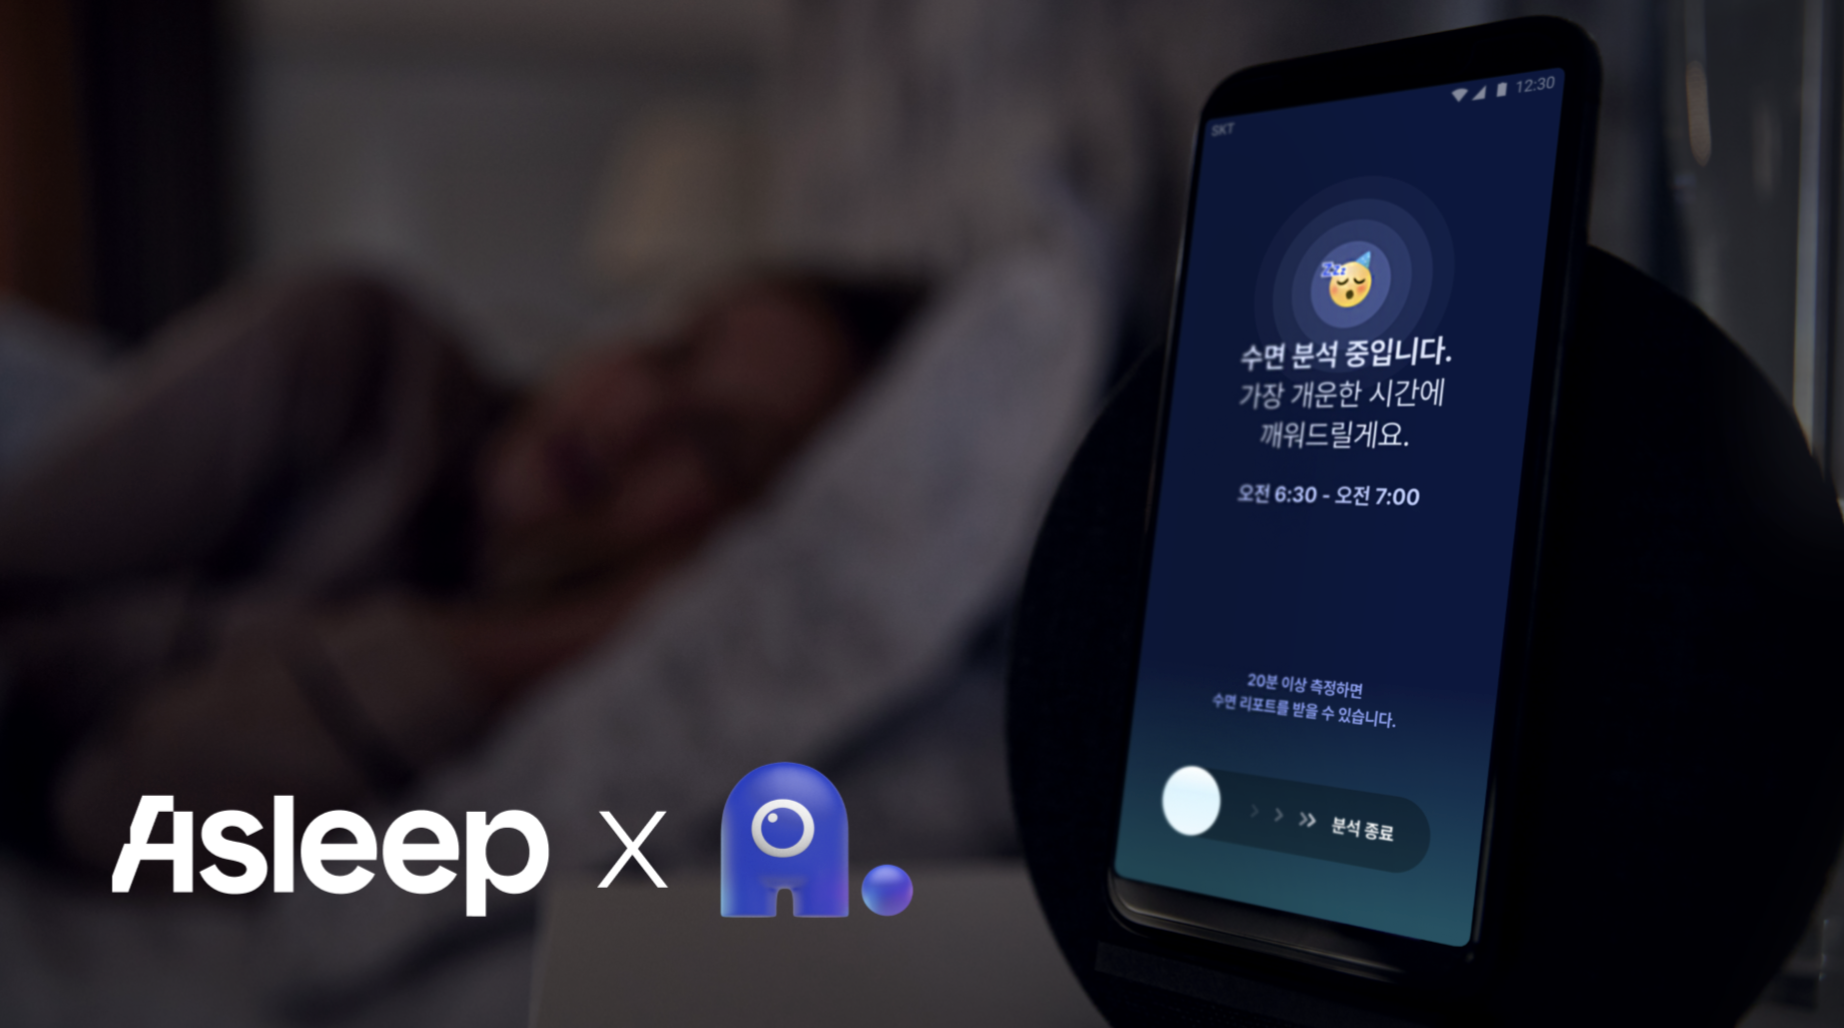 SKT
12:30
Zzz
수면 분석 중입니다.
가장 개운한 시간에
깨워드릴게요.
오전 6:30 - 오전 7:00
20분 이상 측정하면
수면 리포트를 받을 수 있습니다.
분석 종료
Asleep X A.